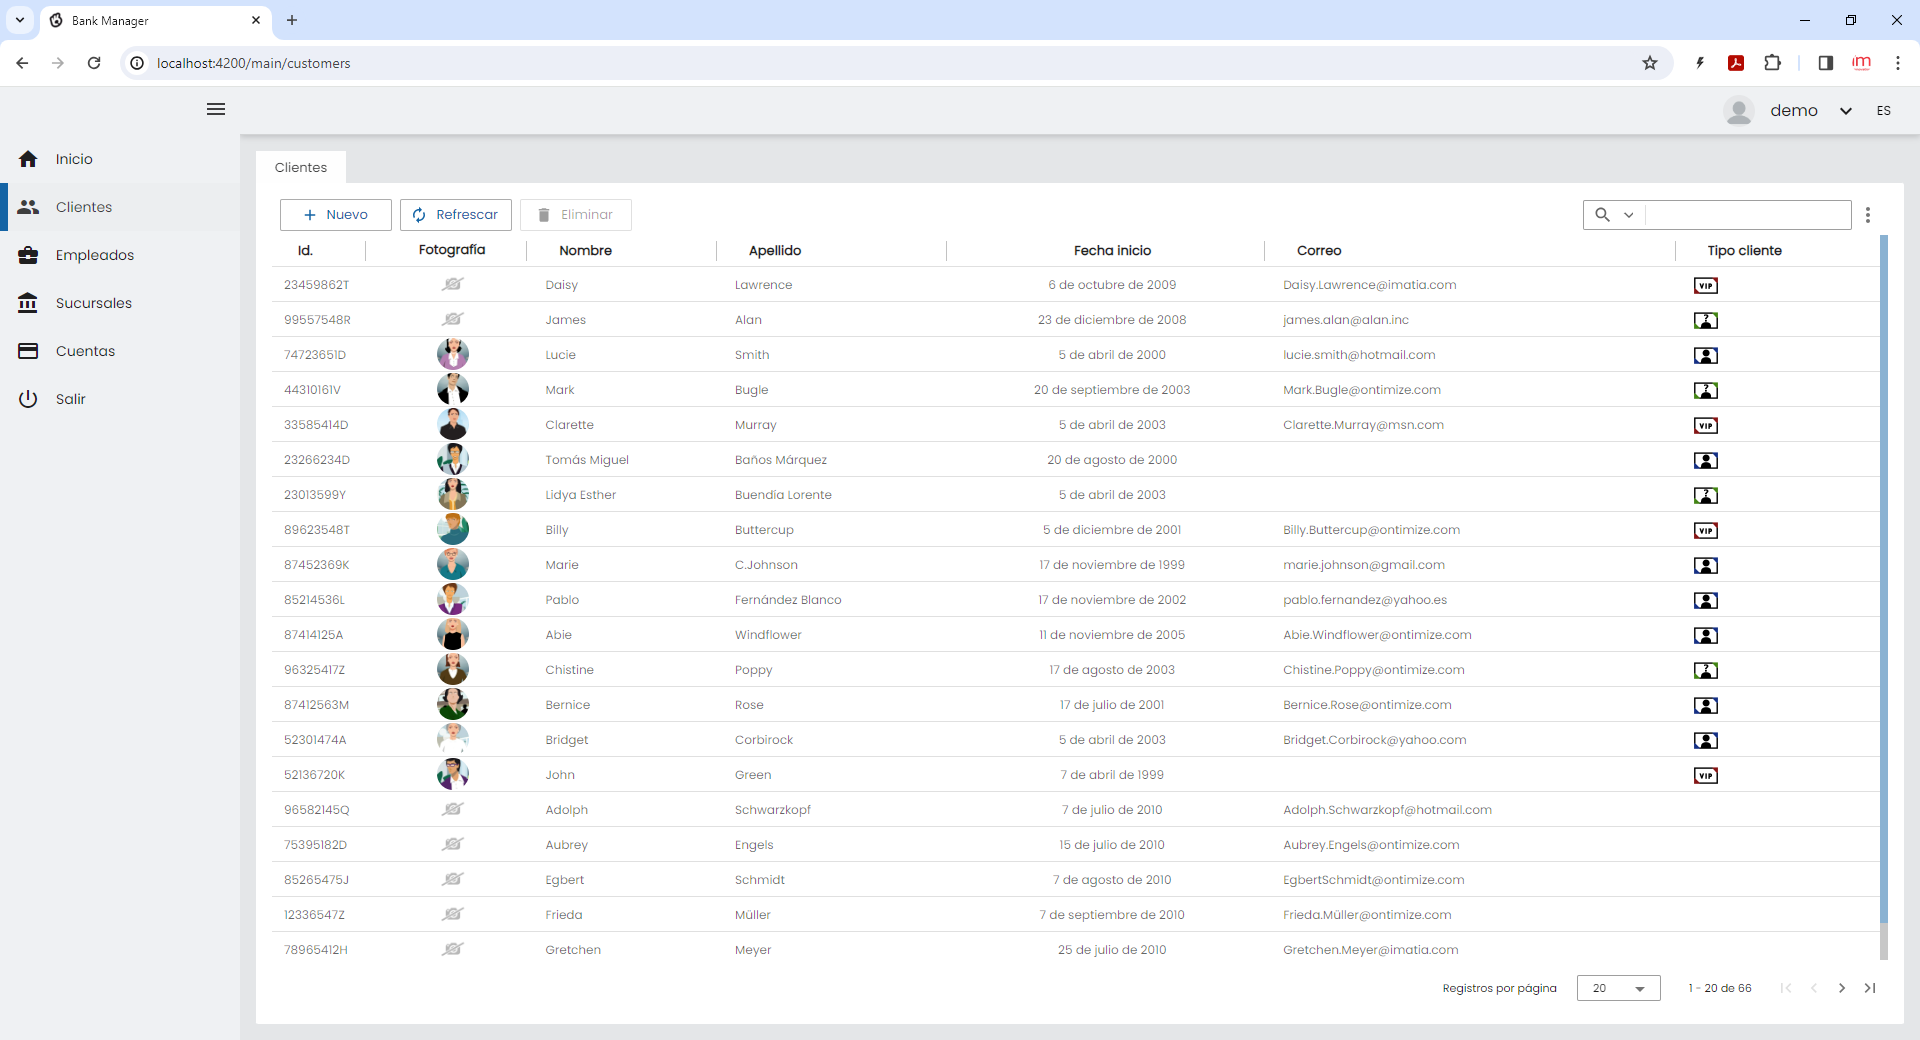 Bank Manager
localhost:4200/main/customers
demo ES
Inicio
Clientes
Empleados
Sucursales
Cuentas
Salir
Clientes
Nuevo Refrescar Eliminar
Id. Fotografía Nombre Apellido Fecha inicio Correo Tipo cliente
23459862T Daisy Lawrence 6 de octubre de 2009 Daisy.Lawrence@imatia.com VIP
99557548R James Alan 23 de diciembre de 2008 james.alan@alan.inc ?
74723651D Lucie Smith 5 de abril de 2000 lucie.smith@hotmail.com
44310161V Mark Bugle 20 de septiembre de 2003 Mark.Bugle@ontimize.com ?
33585414D Clarette Murray 5 de abril de 2003 Clarette.Murray@msn.com VIP
23266234D Tomás Miguel Baños Márquez 20 de agosto de 2000
23013599Y Lidya Esther Buendía Lorente 5 de abril de 2003 ?
89623548T Billy Buttercup 5 de diciembre de 2001 Billy.Buttercup@ontimize.com VIP
87452369K Marie C.Johnson 17 de noviembre de 1999 marie.johnson@gmail.com
85214536L Pablo Fernández Blanco 17 de noviembre de 2002 pablo.fernandez@yahoo.es
87414125A Abie Windflower 11 de noviembre de 2005 Abie.Windflower@ontimize.com
96325417Z Chistine Poppy 17 de agosto de 2003 Chistine.Poppy@ontimize.com ?
87412563M Bernice Rose 17 de julio de 2001 Bernice.Rose@ontimize.com
52301474A Bridget Corbirock 5 de abril de 2003 Bridget.Corbirock@yahoo.com
52136720K John Green 7 de abril de 1999 VIP
96582145Q Adolph Schwarzkopf 7 de julio de 2010 Adolph.Schwarzkopf@hotmail.com
75395182D Aubrey Engels 15 de julio de 2010 Aubrey.Engels@ontimize.com
85265475J Egbert Schmidt 7 de agosto de 2010 EgbertSchmidt@ontimize.com
12336547Z Frieda Müller 7 de septiembre de 2010 Frieda.Müller@ontimize.com
78965412H Gretchen Meyer 25 de julio de 2010 Gretchen.Meyer@imatia.com
Registros por página 20 1 - 20 de 66